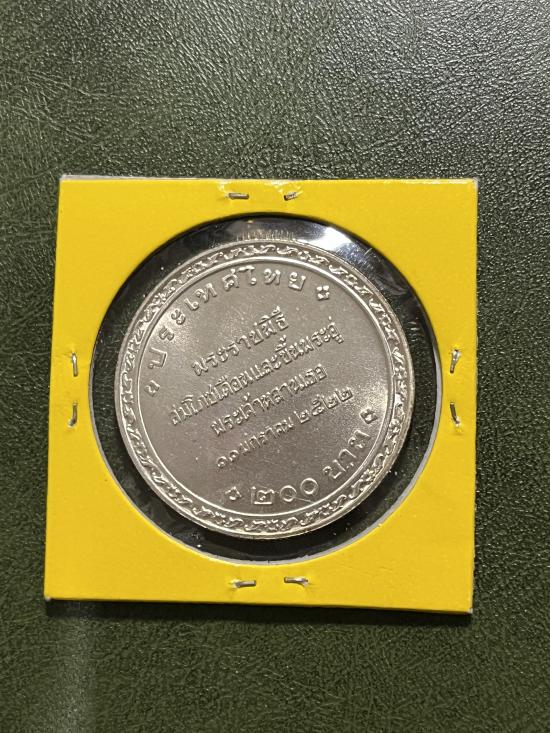 ประเทศไทย
พระราชพิธี
สมโภชเดือนและขึ้นพระอู่
พระเจ้าหลานเธอ
๑๑ มกราคม ๒๕๒๒
๒๐๐ บาท